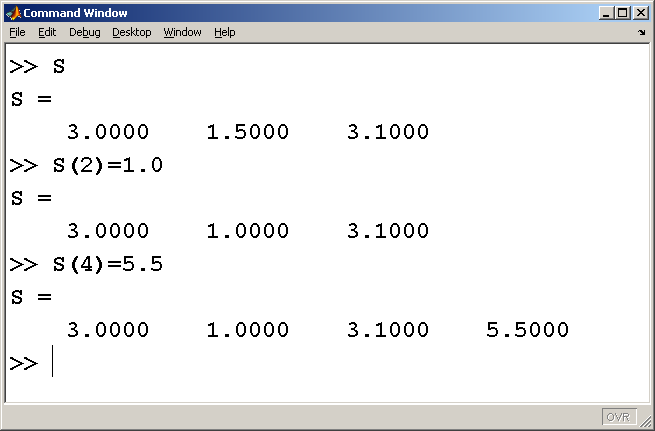 Command Window
File Edit Debug Desktop Window Help
>> S
S =
3.0000 1.5000 3.1000
>> S(2)=1.0
S =
3.0000 1.0000 3.1000
>> S(4)=5.5
S =
3.0000 1.0000 3.1000 5.5000
>>
OVR